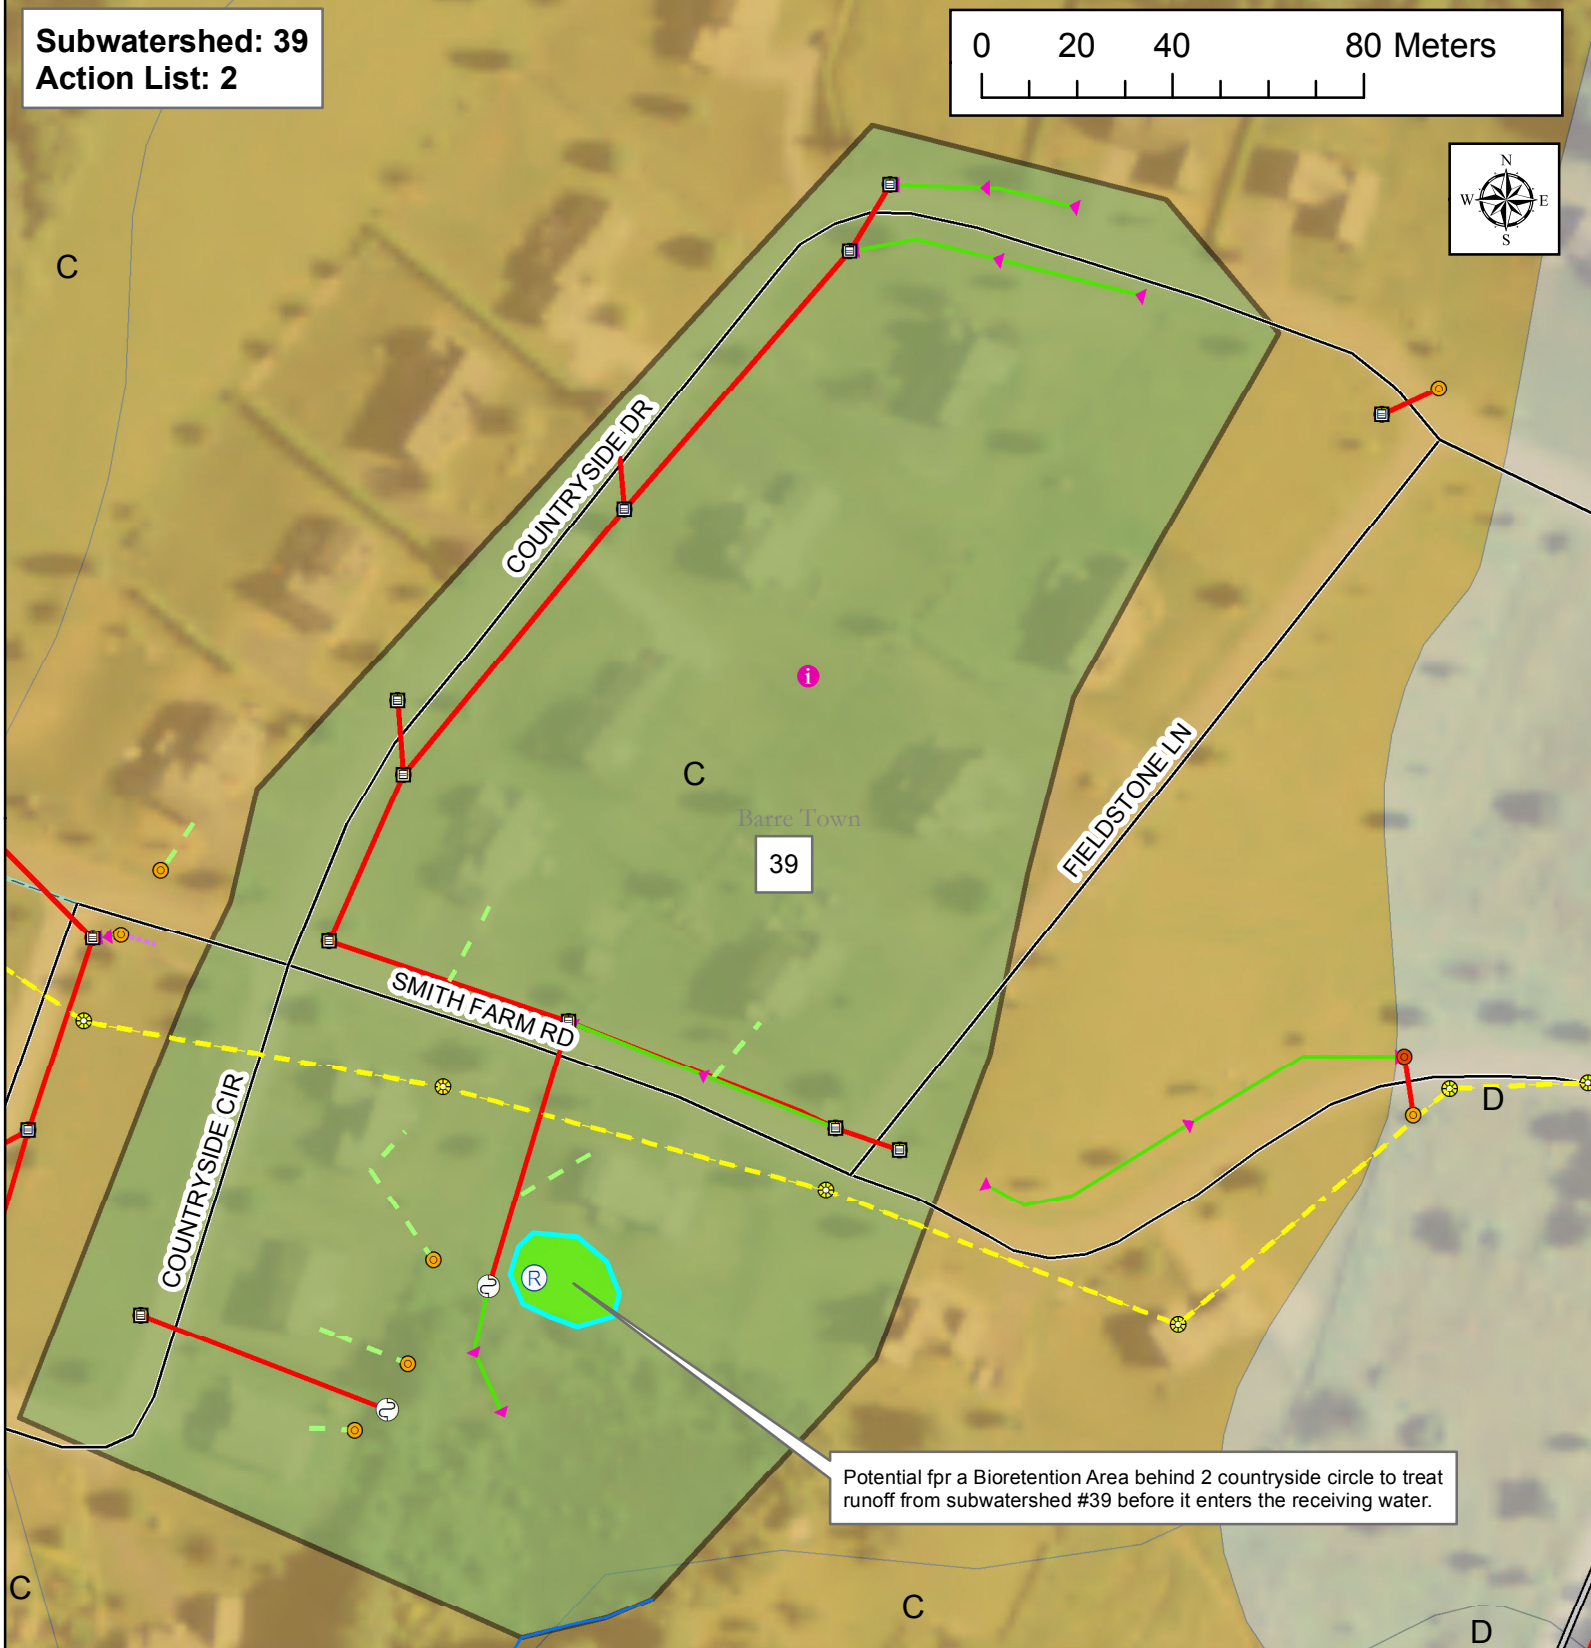 Subwatershed: 39
Action List: 2
0 20 40 80 Meters
N
W E
S
C
COUNTRYSIDE DR
i
C
Barre Town
39
FIELDSTONE LN
SMITH FARM RD
COUNTRYSIDE CIR
D
R
Potential fpr a Bioretention Area behind 2 countryside circle to treat
runoff from subwatershed #39 before it enters the receiving water.
C
C
D